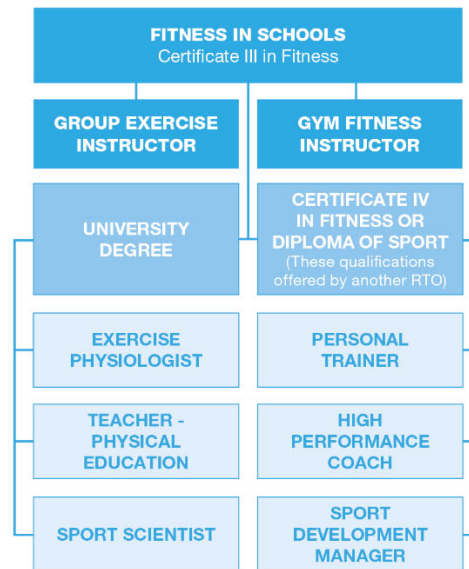 FITNESS IN SCHOOLS
Certificate III in Fitness
GROUP EXERCISE
INSTRUCTOR
GYM FITNESS
INSTRUCTOR
UNIVERSITY
DEGREE
CERTIFICATE IV
IN FITNESS OR
DIPLOMA OF SPORT
(These qualifications
offered by another RTO)
EXERCISE
PHYSIOLOGIST
PERSONAL
TRAINER
TEACHER -
PHYSICAL
EDUCATION
HIGH
PERFORMANCE
COACH
SPORT SCIENTIST
SPORT
DEVELOPMENT
MANAGER